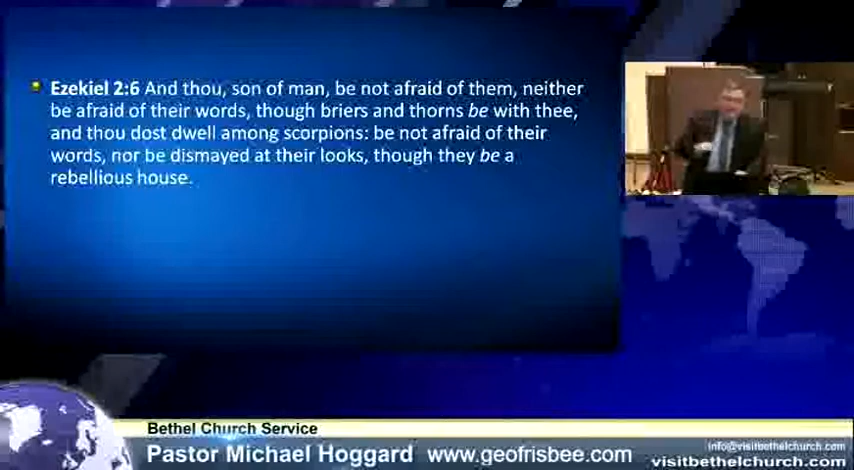 Ezekiel 2:6 And thou, son of man, be not afraid of them, neither
be afraid of their words, though briers and thorns be with thee,
and thou dost dwell among scorpions: be not afraid of their
words, nor be dismayed at their looks, though they be a
rebellious house.
Bethel Church Service
Pastor Michael Hoggard www.geofrisbee.com
info@visitbethelchurch.com
visitbethelchurch.com